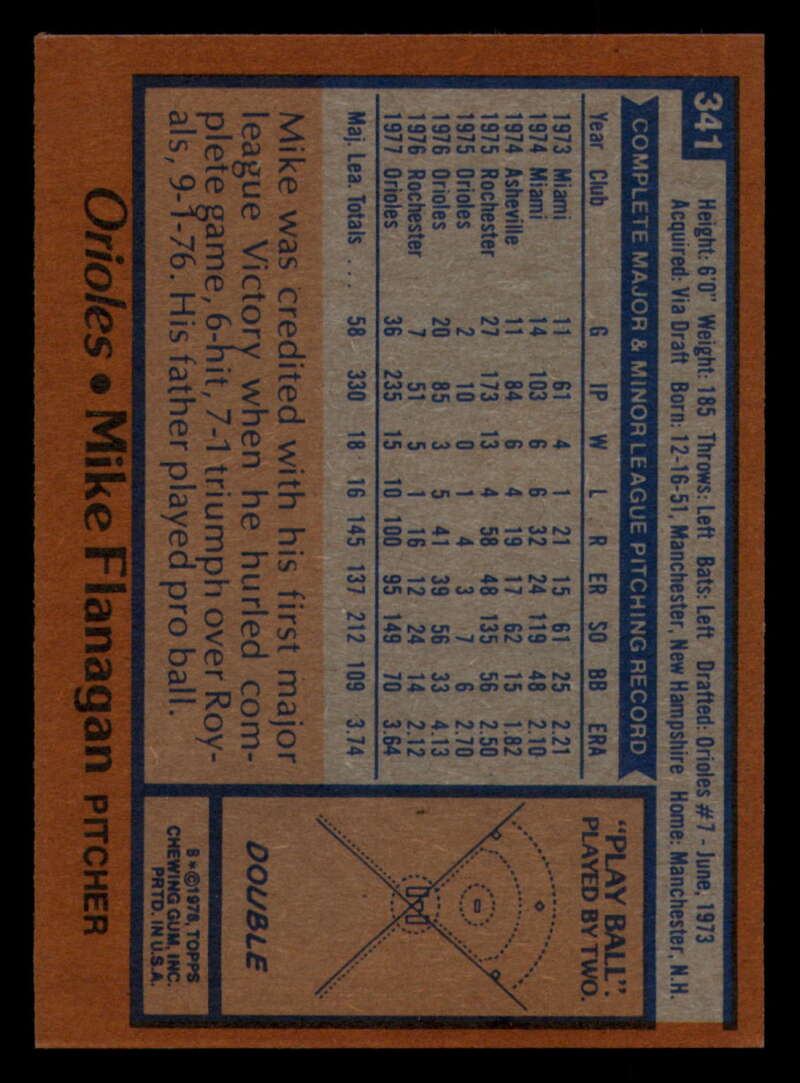 341
Height: 6'0" Weight: 185 Throws: Left Bats: Left Drafted: Orioles #7 - June, 1973
Acquired: Via Draft Born: 12-16-51, Manchester, New Hampshire Home: Manchester, N.H.
COMPLETE MAJOR & MINOR LEAGUE PITCHING RECORD
Year Club G IP W L R ER SO BB ERA
1973 Miami 11 61 4 1 21 15 61 25 2.21
1974 Miami 14 103 6 6 32 24 119 48 2.10
1974 Asheville 11 84 6 4 19 17 62 15 1.82
1975 Rochester 27 173 13 4 58 48 135 56 2.50
1975 Orioles 2 10 0 1 4 3 7 6 2.70
1976 Orioles 20 85 3 5 41 39 56 33 4.13
1976 Rochester 7 51 5 1 16 12 24 14 2.12
1977 Orioles 36 235 15 10 100 95 149 70 3.64
Maj. Lea. Totals ... 58 330 18 16 145 137 212 109 3.74
Mike was credited with his first major
league Victory when he hurled com-
plete game, 6-hit, 7-1 triumph over Roy-
als, 9-1-76. His father played pro ball.
"PLAY BALL":
PLAYED BY TWO.
DOUBLE
B*©1978, TOPPS
CHEWING GUM, INC.
PRTD. IN U.S.A.
Orioles • Mike Flanagan PITCHER